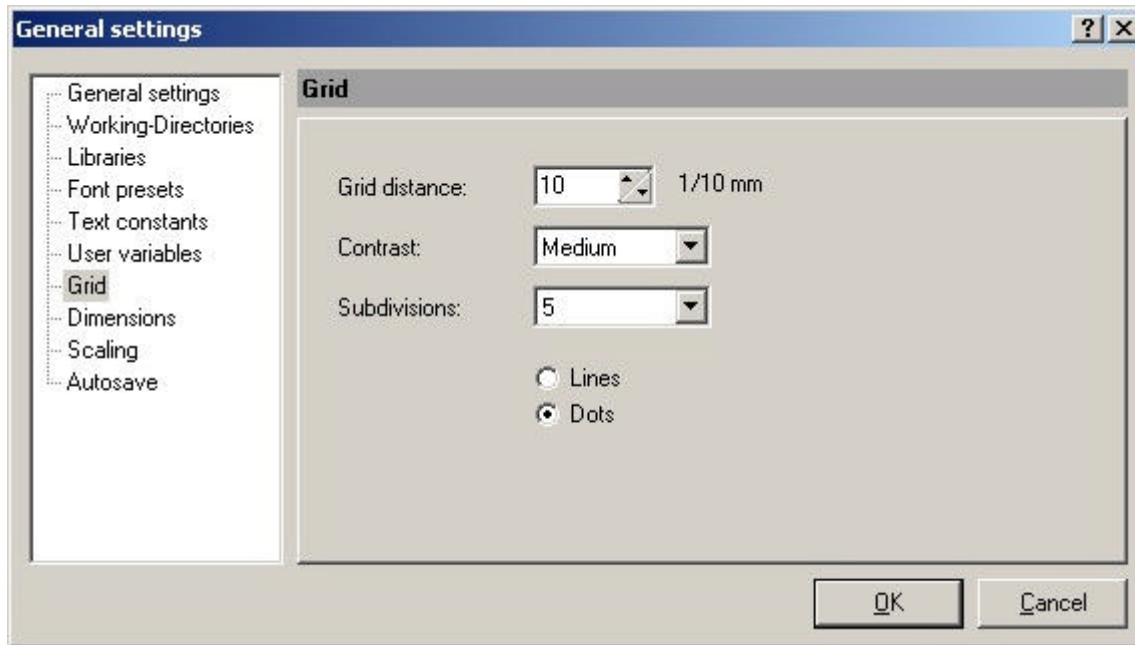 General settings
General settings
Working-Directories
Libraries
Font presets
Text constants
User variables
Grid
Dimensions
Scaling
Autosave
Grid
Grid distance: 10 1/10 mm
Contrast: Medium
Subdivisions: 5
Lines
Dots
OK Cancel